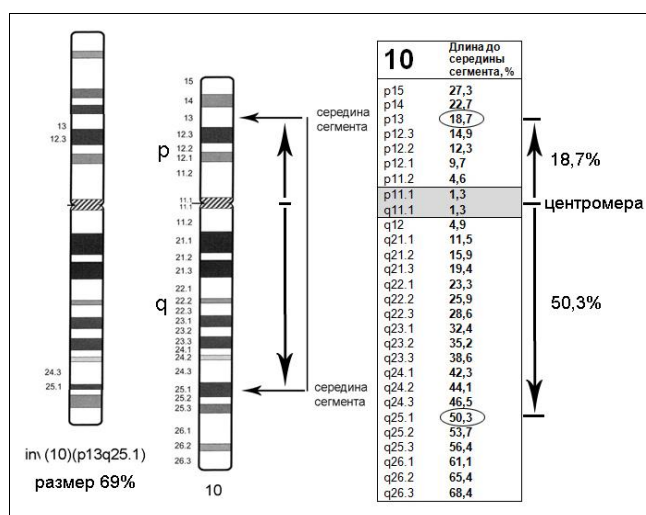 13
12.3
24.3
25.1
inv (10)(p13q25.1)
размер 69%
15
14
13
12.3
12.2
12.1
11.2
11.1
11.1
11.2
21.1
21.2
21.3
22.1
22.2
22.3
23.1
23.2
23.3
24.1
24.2
24.3
25.1
25.2
25.3
26.1
26.2
26.3
p
q
10
середина
сегмента
середина
сегмента
10
Длина до
середины
сегмента, %
p15 27,3
p14 22,7
p13 18,7
p12.3 14,9
p12.2 12,3
p12.1 9,7
p11.2 4,6
p11.1 1,3
q11.1 1,3
q12 4,9
q21.1 11,5
q21.2 15,9
q21.3 19,4
q22.1 23,3
q22.2 25,9
q22.3 28,6
q23.1 32,4
q23.2 35,2
q23.3 38,6
q24.1 42,3
q24.2 44,1
q24.3 46,5
q25.1 50,3
q25.2 53,7
q25.3 56,4
q26.1 61,1
q26.2 65,4
q26.3 68,4
18,7%
центромера
50,3%